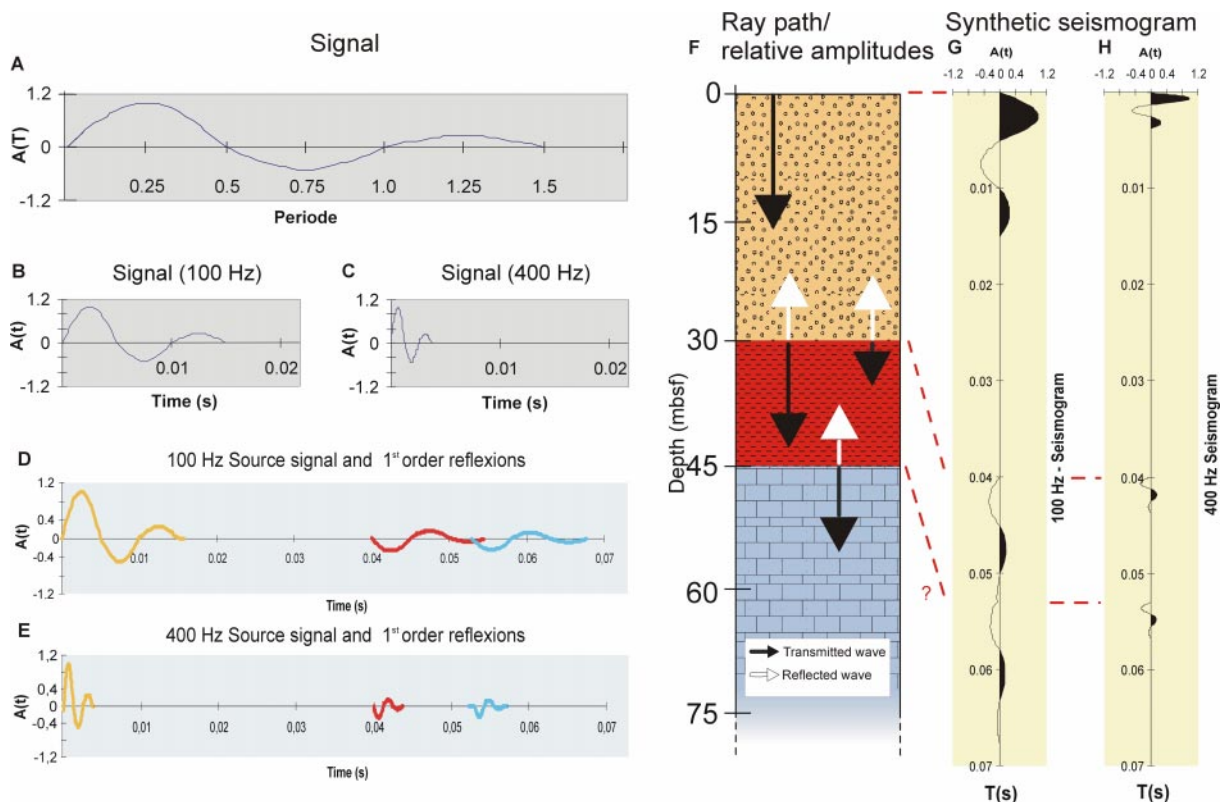 Signal
A
1.2
0
-1.2
A(T)
0.25
0.5
0.75
1.0
1.25
1.5
Periode
B
Signal (100 Hz)
1.2
0
-1.2
A(t)
0.01
0.02
Time (s)
C
Signal (400 Hz)
1.2
0
-1.2
A(t)
0.01
0.02
Time (s)
D
100 Hz Source signal and 1st order reflexions
1.2
0.4
-0.4
-1.2
A(t)
0.01
0.02
0.03
0.04
0.05
0.06
0.07
Time (s)
E
400 Hz Source signal and 1st order reflexions
1,2
0,4
-0,4
-1,2
A(t)
0,01
0,02
0,03
0,04
0,05
0,06
0,07
Time (s)
Ray path/
F
relative amplitudes
0
15
30
45
60
75
Depth (mbsf)
Transmitted wave
Reflected wave
?
Synthetic seismogram
G
A(t)
-1.2
-0.4
0.4
1.2
0.01
0.02
0.03
0.04
0.05
0.06
0.07
T(s)
100 Hz - Seismogram
H
A(t)
-1.2
-0.4
0.4
1.2
0.01
0.02
0.03
0.04
0.05
0.06
0.07
T(s)
400 Hz Seismogram